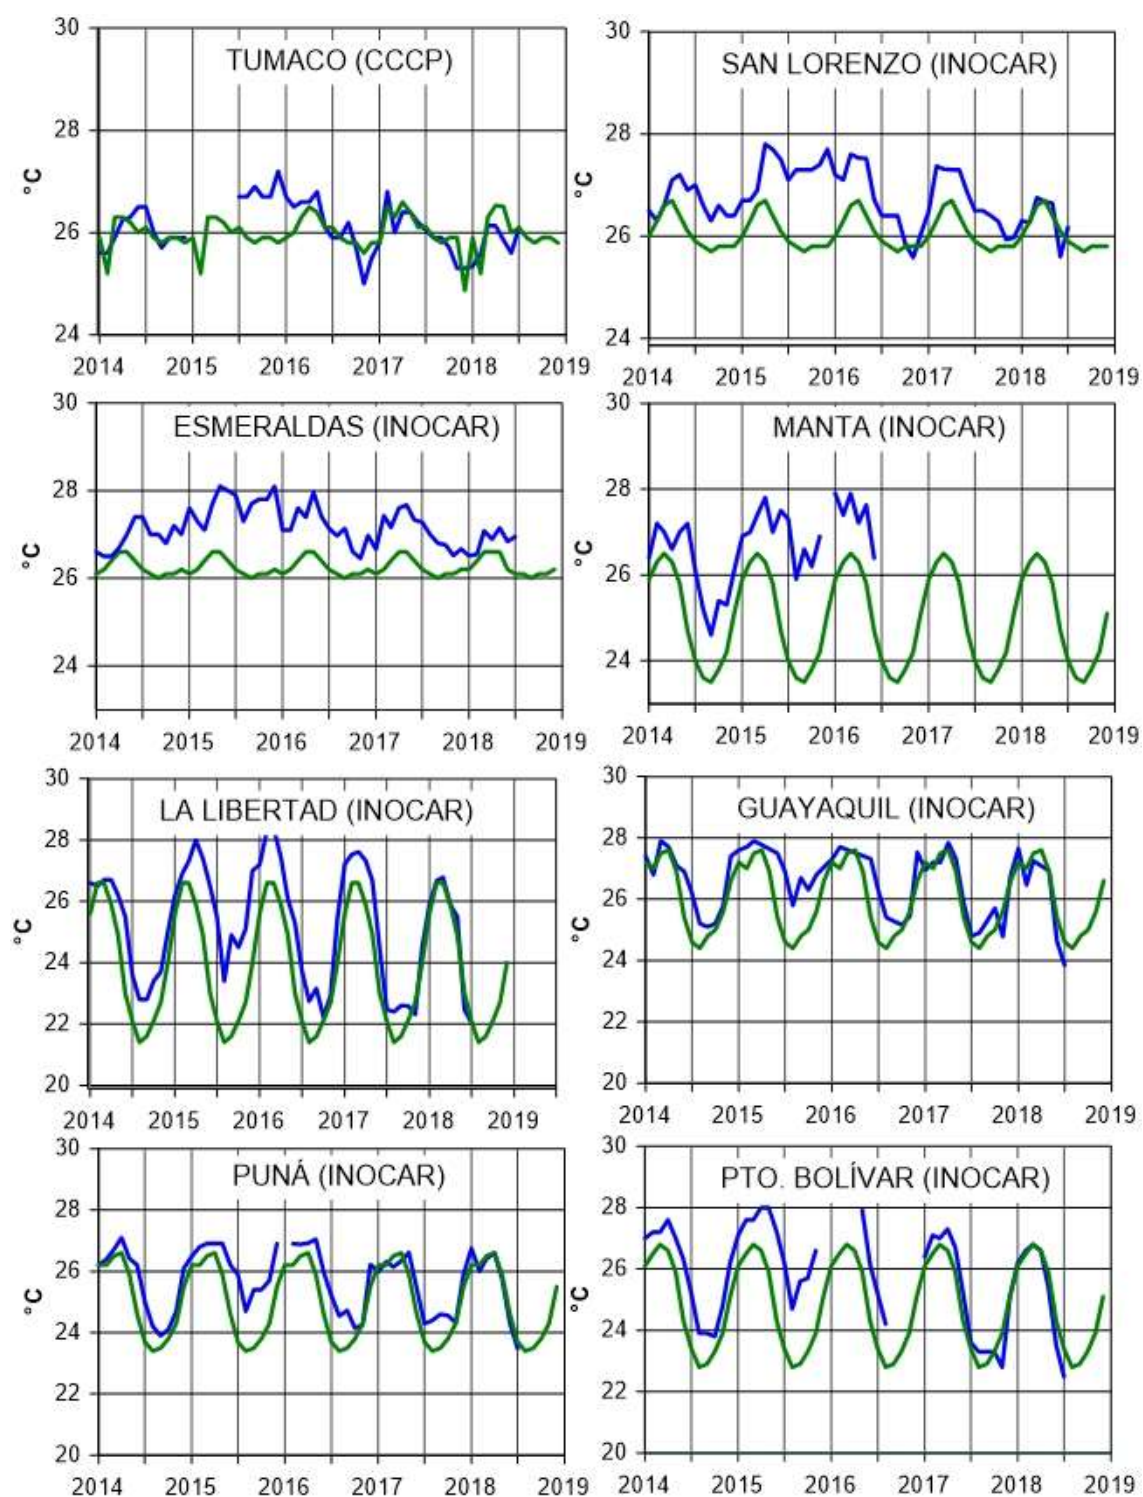 TUMACO (CCCP)
°C
30
28
26
24
2014 2015 2016 2017 2018 2019
SAN LORENZO (INOCAR)
°C
30
28
26
24
2014 2015 2016 2017 2018 2019
ESMERALDAS (INOCAR)
°C
30
28
26
24
2014 2015 2016 2017 2018 2019
MANTA (INOCAR)
°C
30
28
26
24
2014 2015 2016 2017 2018 2019
LA LIBERTAD (INOCAR)
°C
30
28
26
24
22
20
2014 2015 2016 2017 2018 2019
GUAYAQUIL (INOCAR)
°C
30
28
26
24
22
20
2014 2015 2016 2017 2018 2019
PUNÁ (INOCAR)
°C
30
28
26
24
22
20
2014 2015 2016 2017 2018 2019
PTO. BOLÍVAR (INOCAR)
°C
30
28
26
24
22
20
2014 2015 2016 2017 2018 2019